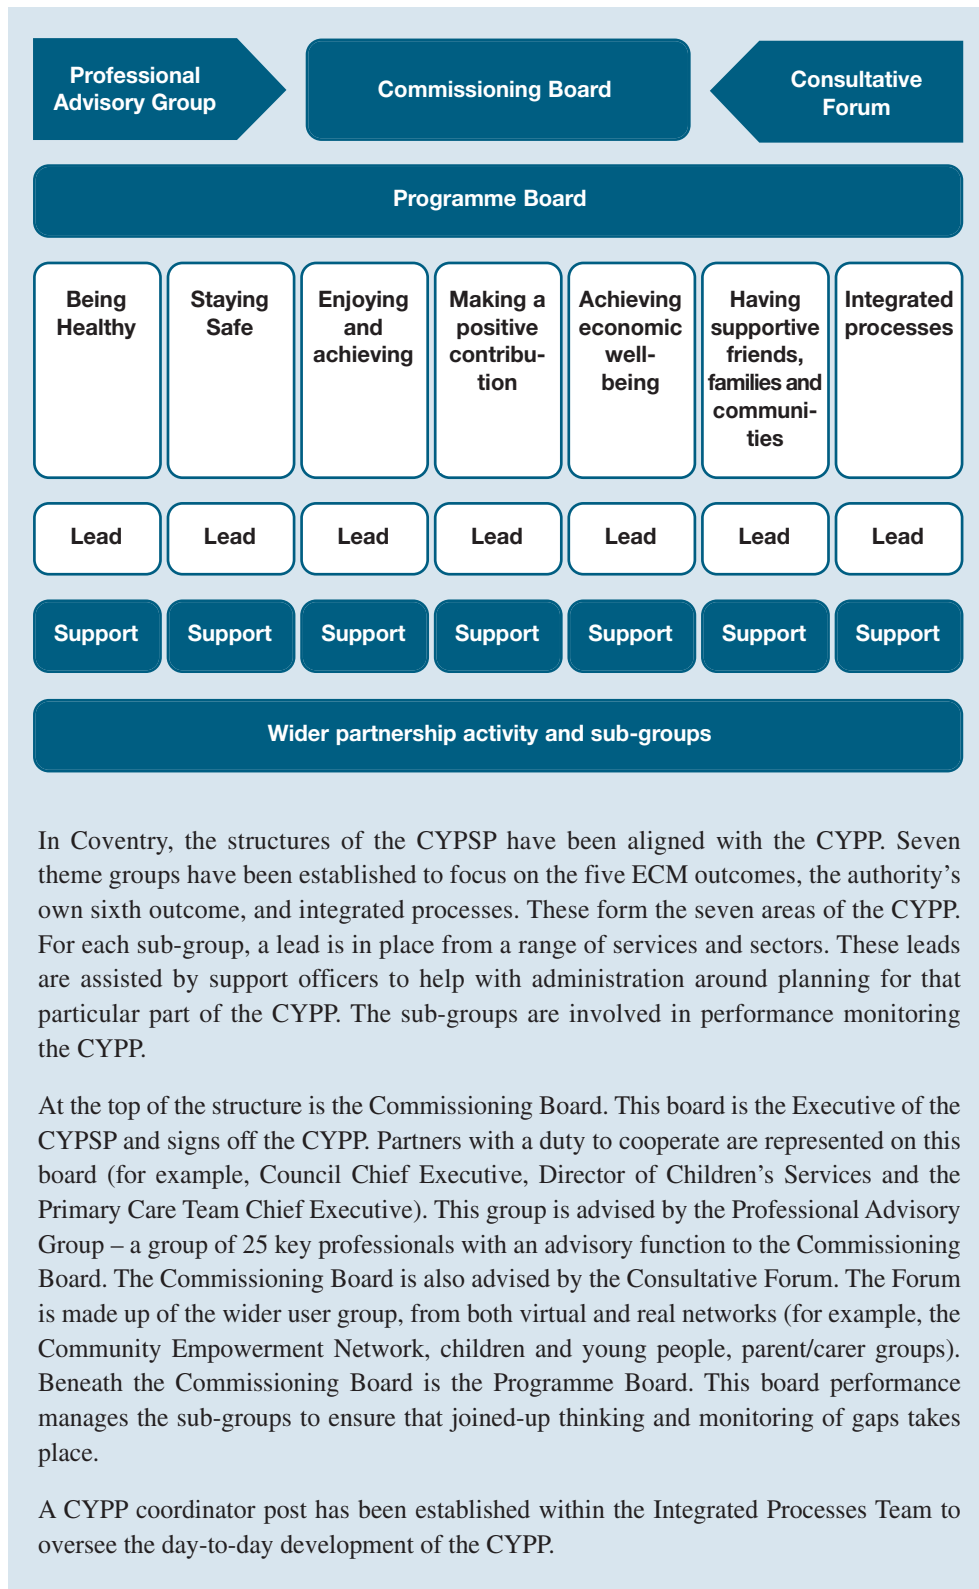 Professional
Advisory Group
Commissioning Board
Consultative
Forum
Programme Board
Being
Healthy
Staying
Safe
Enjoying
and
achieving
Making a
positive
contribu-
tion
Achieving
economic
well-
being
Having
supportive
friends,
families and
communi-
ties
Integrated
processes
Lead
Lead
Lead
Lead
Lead
Lead
Lead
Support
Support
Support
Support
Support
Support
Support
Wider partnership activity and sub-groups
In Coventry, the structures of the CYPSP have been aligned with the CYPP. Seven
theme groups have been established to focus on the five ECM outcomes, the authority’s
own sixth outcome, and integrated processes. These form the seven areas of the CYPP.
For each sub-group, a lead is in place from a range of services and sectors. These leads
are assisted by support officers to help with administration around planning for that
particular part of the CYPP. The sub-groups are involved in performance monitoring
the CYPP.
At the top of the structure is the Commissioning Board. This board is the Executive of the
CYPSP and signs off the CYPP. Partners with a duty to cooperate are represented on this
board (for example, Council Chief Executive, Director of Children’s Services and the
Primary Care Team Chief Executive). This group is advised by the Professional Advisory
Group – a group of 25 key professionals with an advisory function to the Commissioning
Board. The Commissioning Board is also advised by the Consultative Forum. The Forum
is made up of the wider user group, from both virtual and real networks (for example, the
Community Empowerment Network, children and young people, parent/carer groups).
Beneath the Commissioning Board is the Programme Board. This board performance
manages the sub-groups to ensure that joined-up thinking and monitoring of gaps takes
place.
A CYPP coordinator post has been established within the Integrated Processes Team to
oversee the day-to-day development of the CYPP.